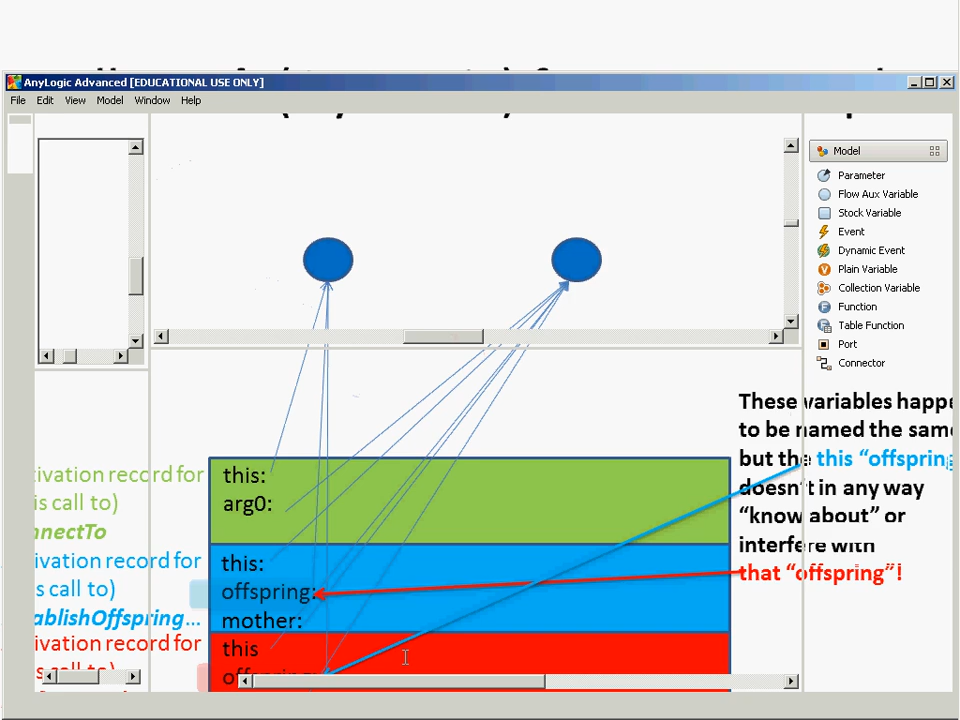 AnyLogic Advanced [EDUCATIONAL USE ONLY]
File Edit View Model Window Help
Model
Parameter
Flow Aux Variable
Stock Variable
Event
Dynamic Event
Plain Variable
Collection Variable
Function
Table Function
Port
Connector
These variables happe
to be named the same
but the this “offspring
doesn’t in any way
“know about” or
interfere with
that “offspring”!
tivation record for
is call to)
nnectTo
ivation record for
s call to)
ablishOffspring…
ivation record for
s call to)
this:
arg0:
this:
offspring:
mother:
this